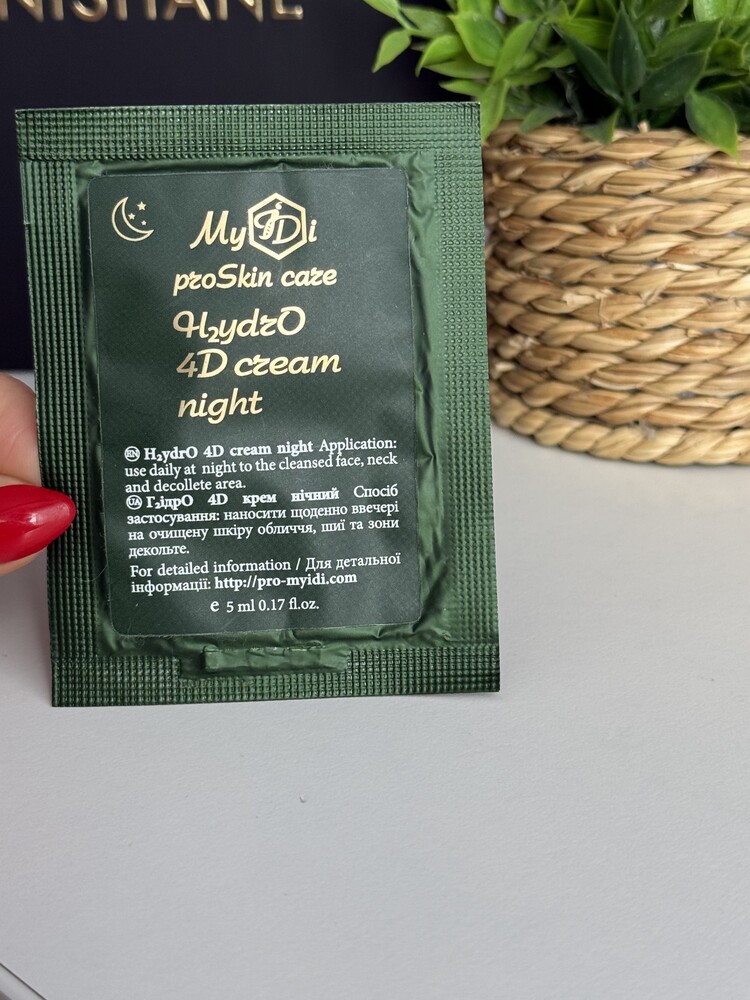 NISHANE
MyiDi
proSkin care
H₂ydrO
4D cream
night
EN H₂ydrO 4D cream night Application:
use daily at night to the cleansed face, neck
and decollete area.
UA Г₂ідрО 4D крем нічний Спосіб
застосування: наносити щоденно ввечері
на очищену шкіру обличчя, шиї та зони
декольте.
For detailed information / Для детальної
інформації: http://pro-myidi.com
e 5 ml 0.17 fl.oz.